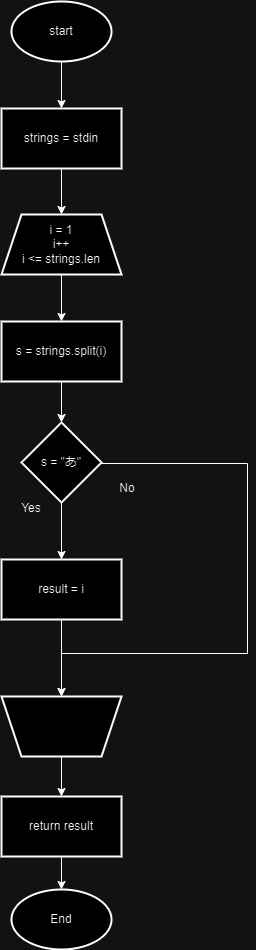 start
strings = stdin
i = 1
i++
i <= strings.len
s = strings.split(i)
s = "あ"
No
Yes
result = i
return result
End